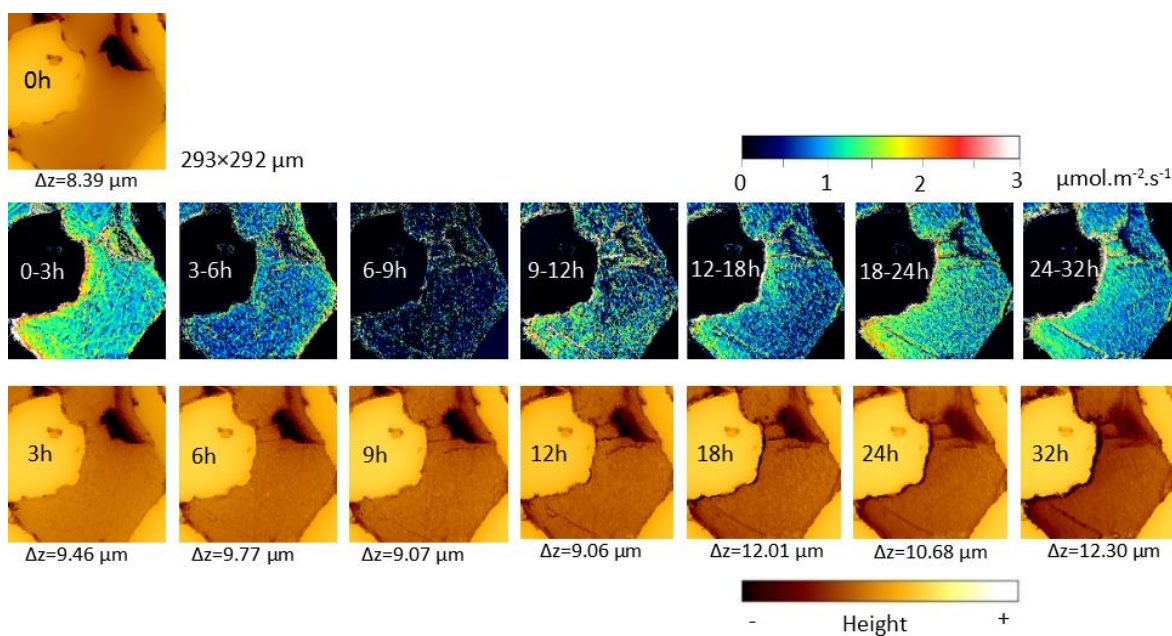 0h
Δz=8.39 μm
293×292 μm
0 1 2 3 μmol.m⁻².s⁻¹
0-3h 3-6h 6-9h 9-12h 12-18h 18-24h 24-32h
3h 6h 9h 12h 18h 24h 32h
Δz=9.46 μm Δz=9.77 μm Δz=9.07 μm Δz=9.06 μm Δz=12.01 μm Δz=10.68 μm Δz=12.30 μm
- Height +